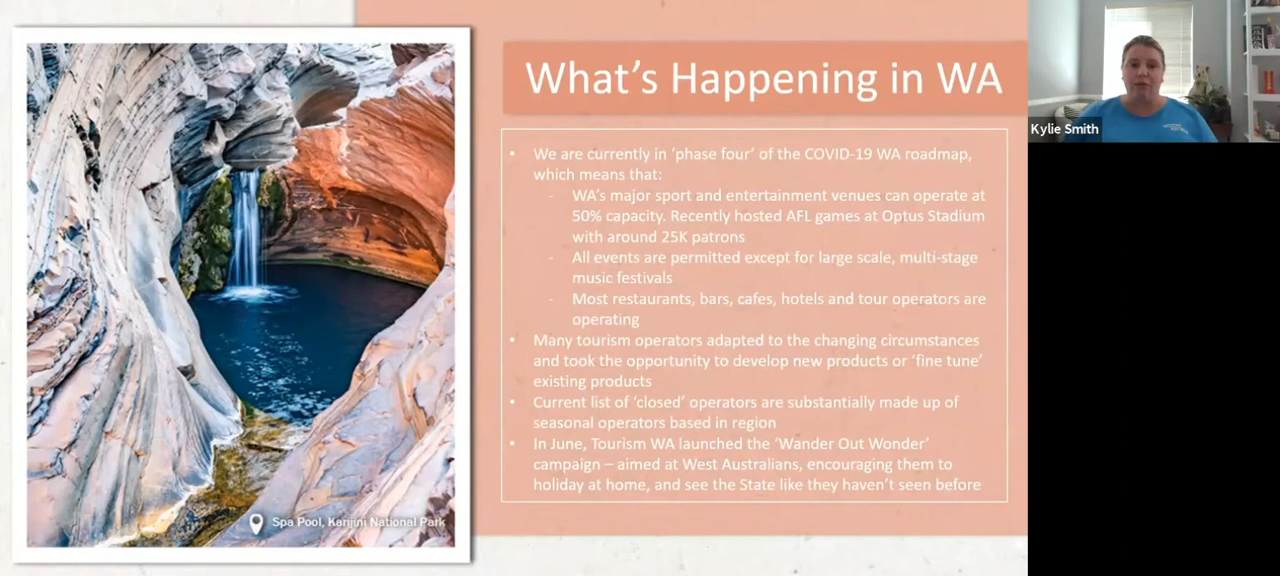 What's Happening in WA
• We are currently in 'phase four' of the COVID-19 WA roadmap,
which means that:
- WA's major sport and entertainment venues can operate at
50% capacity. Recently hosted AFL games at Optus Stadium
with around 25K patrons
- All events are permitted except for large scale, multi-stage
music festivals
- Most restaurants, bars, cafes, hotels and tour operators are
operating
• Many tourism operators adapted to the changing circumstances
and took the opportunity to develop new products or 'fine tune'
existing products
• Current list of 'closed' operators are substantially made up of
seasonal operators based in region
• In June, Tourism WA launched the 'Wander Out Wonder'
campaign – aimed at West Australians, encouraging them to
holiday at home, and see the State like they haven't seen before
Spa Pool, Karijini National Park
Kylie Smith